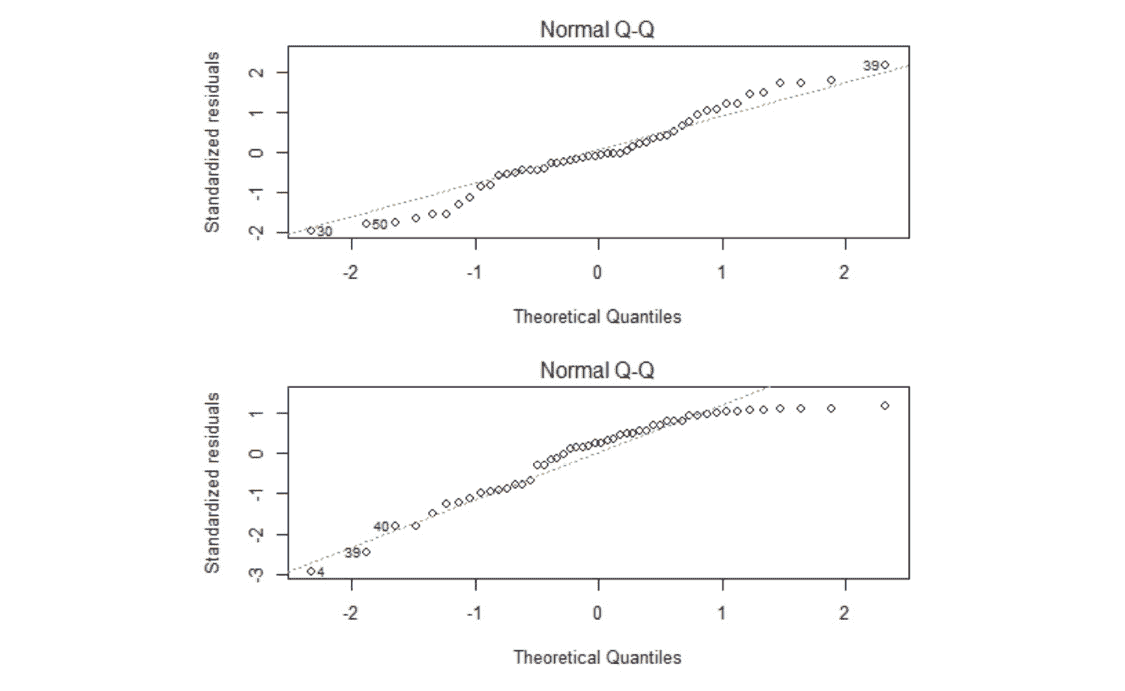 Normal Q-Q
Standardized residuals
2
1
0
-1
-2
39
30
50
-2 -1 0 1 2
Theoretical Quantiles
Normal Q-Q
Standardized residuals
1
0
-1
-2
-3
40
39
4
-2 -1 0 1 2
Theoretical Quantiles